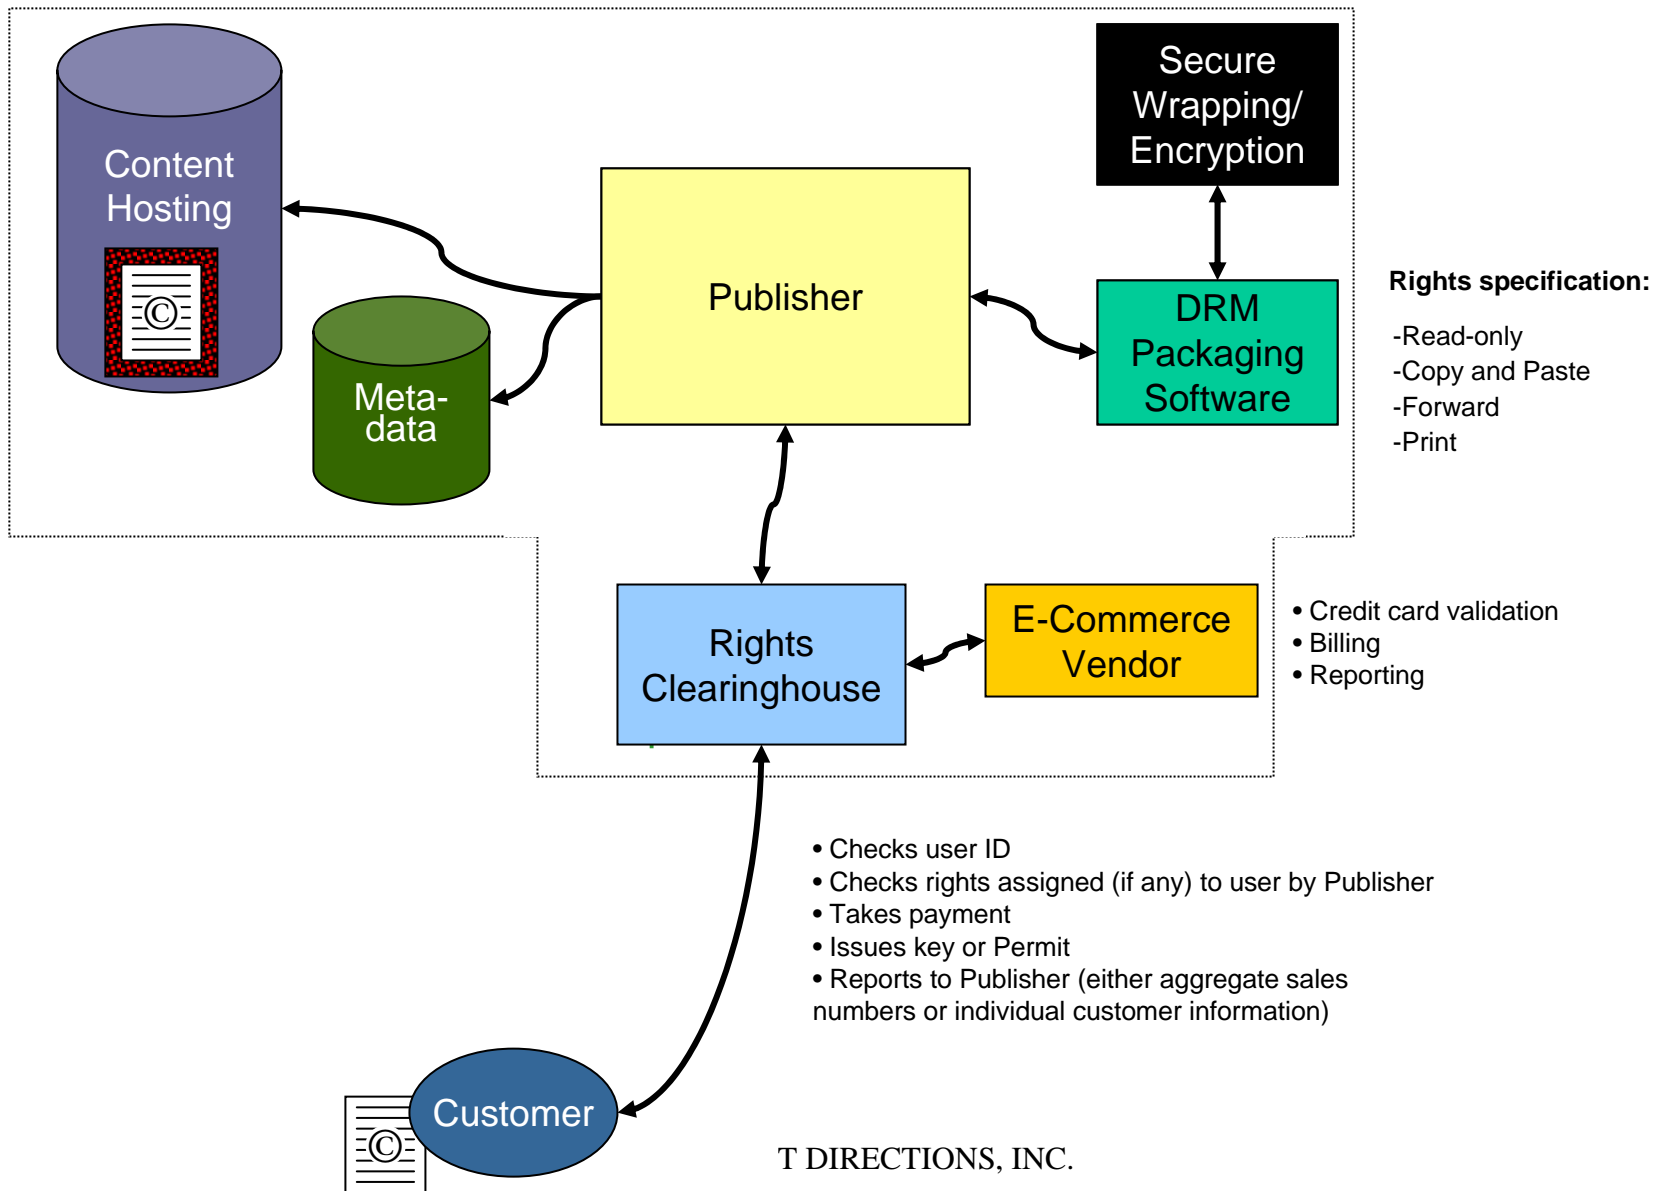 Content
Hosting
©
Meta-
data
Publisher
Secure
Wrapping/
Encryption
DRM
Packaging
Software
Rights specification:
-Read-only
-Copy and Paste
-Forward
-Print
Rights
Clearinghouse
E-Commerce
Vendor
• Credit card validation
• Billing
• Reporting
• Checks user ID
• Checks rights assigned (if any) to user by Publisher
• Takes payment
• Issues key or Permit
• Reports to Publisher (either aggregate sales
numbers or individual customer information)
Customer
©
T DIRECTIONS, INC.